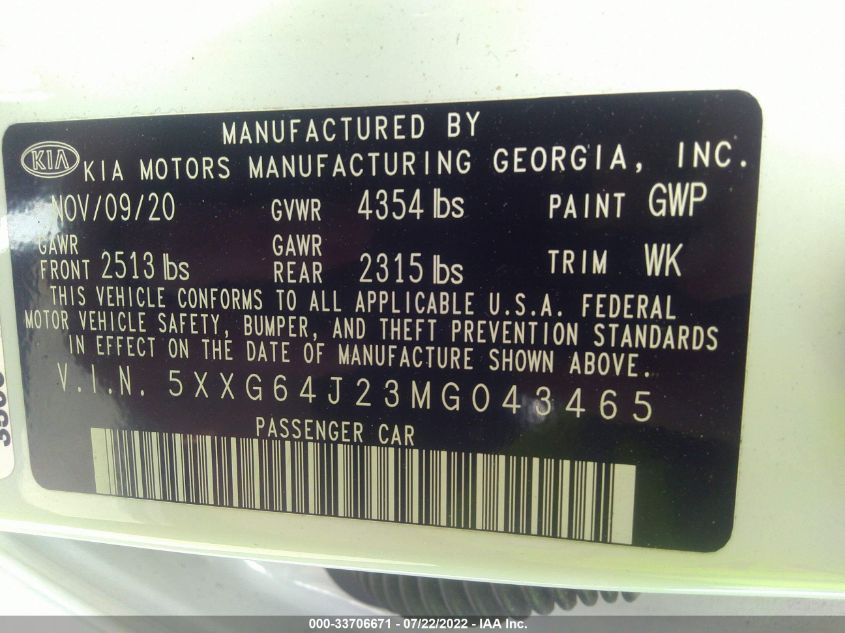 MANUFACTURED BY
KIA KIA MOTORS MANUFACTURING GEORGIA, INC.
NOV/09/20 GVWR 4354 lbs PAINT GWP
GAWR FRONT 2513 lbs GAWR REAR 2315 lbs TRIM WK
THIS VEHICLE CONFORMS TO ALL APPLICABLE U.S.A. FEDERAL
MOTOR VEHICLE SAFETY, BUMPER, AND THEFT PREVENTION STANDARDS
IN EFFECT ON THE DATE OF MANUFACTURE SHOWN ABOVE.
V.I.N. 5XXG64J23MG043465
PASSENGER CAR
000-33706671 - 07/22/2022 - IAA Inc.